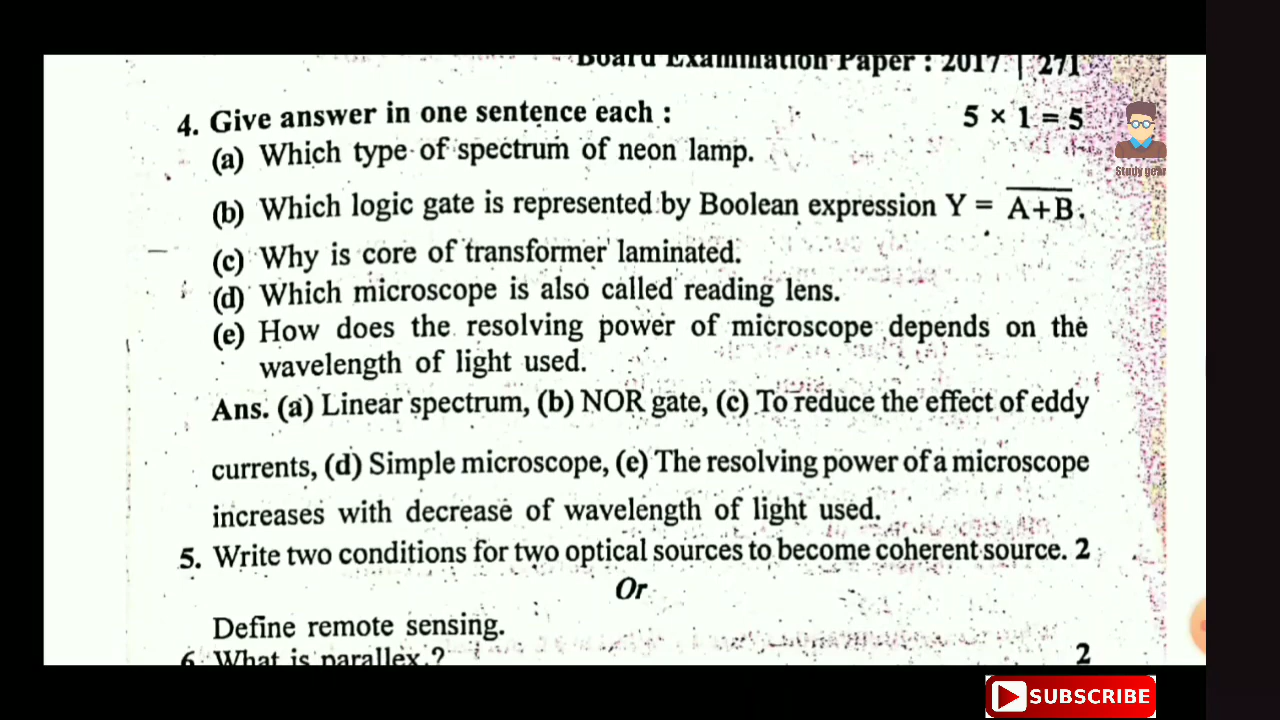 Board Examination Paper : 2017 | 271
4. Give answer in one sentence each : 5 × 1 = 5
(a) Which type of spectrum of neon lamp.
(b) Which logic gate is represented by Boolean expression Y = \overline{A+B}.
(c) Why is core of transformer laminated.
(d) Which microscope is also called reading lens.
(e) How does the resolving power of microscope depends on the
wavelength of light used.
Ans. (a) Linear spectrum, (b) NOR gate, (c) To reduce the effect of eddy
currents, (d) Simple microscope, (e) The resolving power of a microscope
increases with decrease of wavelength of light used.
5. Write two conditions for two optical sources to become coherent source. 2
Or
Define remote sensing.
6. What is parallex ? 2
Study gear
SUBSCRIBE